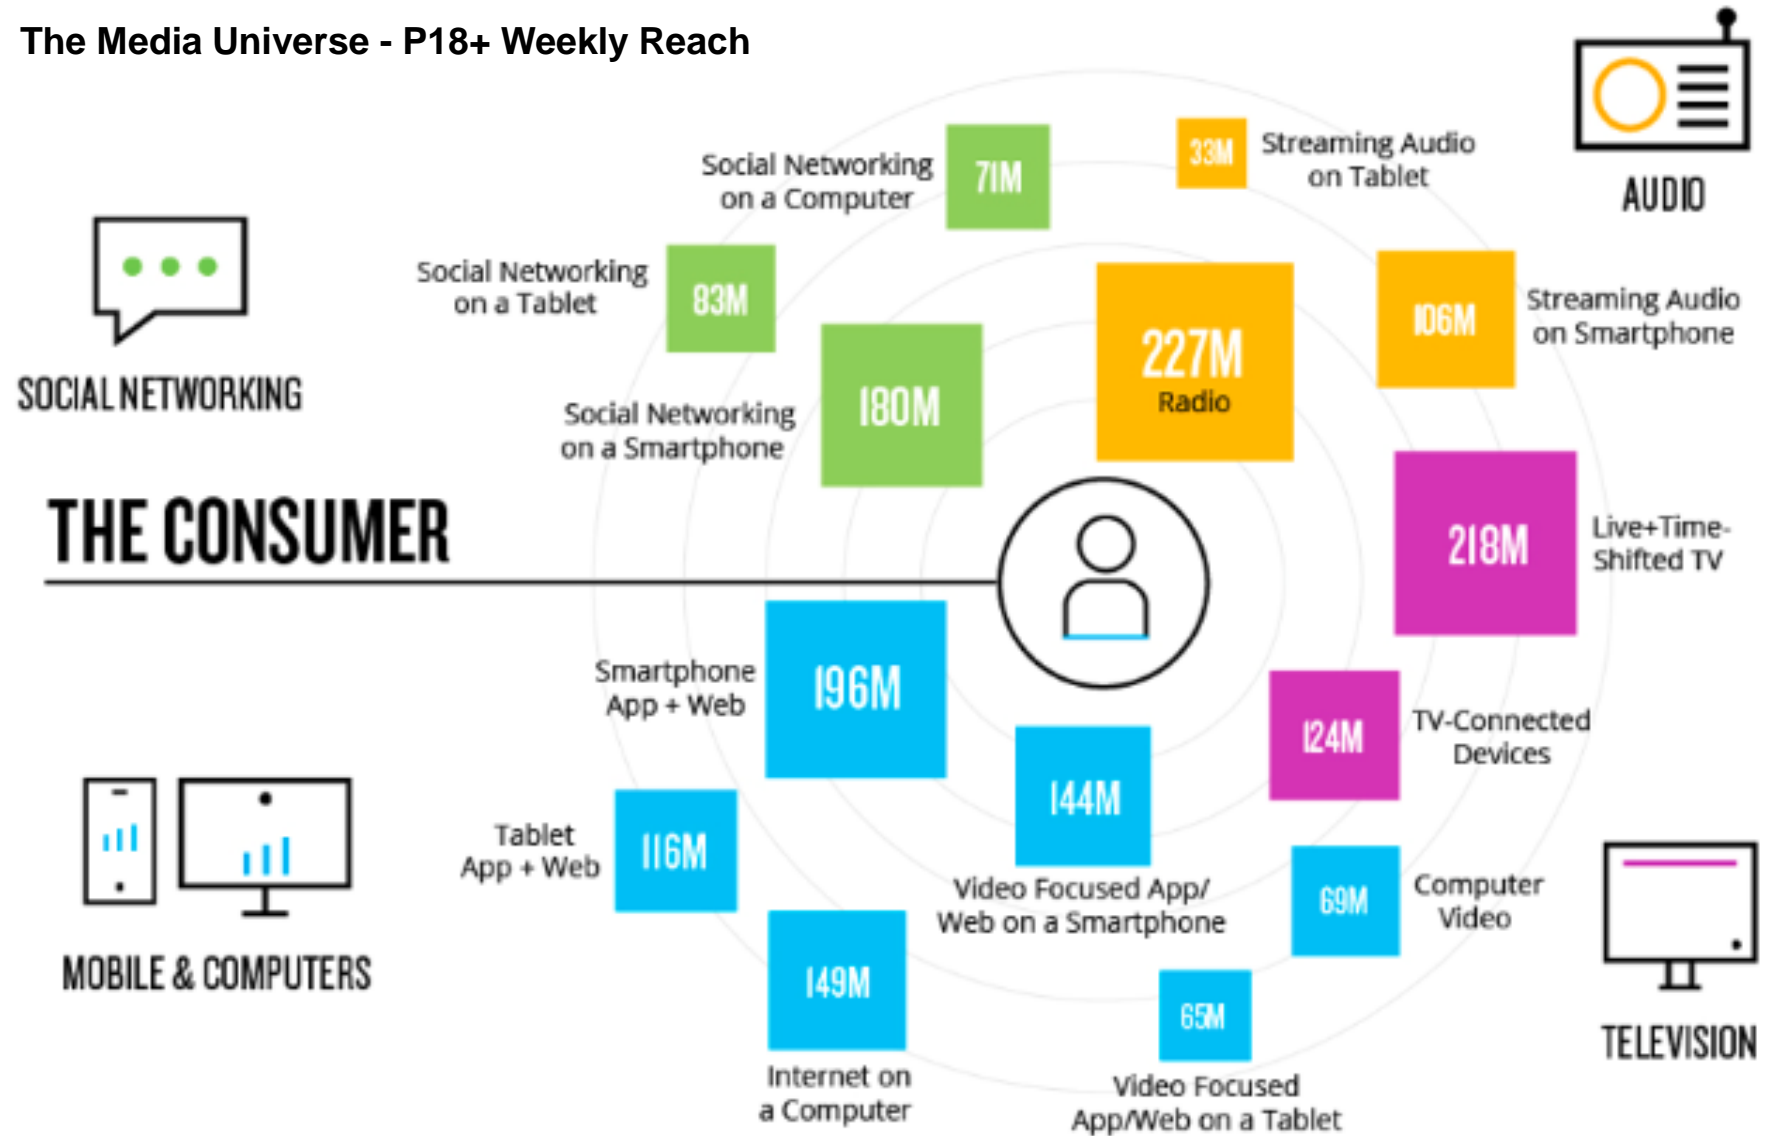 The Media Universe - P18+ Weekly Reach
AUDIO
33M
Streaming Audio
on Tablet
Social Networking
on a Computer
71M
Social Networking
on a Tablet
83M
106M
Streaming Audio
on Smartphone
227M
Radio
SOCIAL NETWORKING
Social Networking
on a Smartphone
180M
THE CONSUMER
218M
Live+Time-
Shifted TV
Smartphone
App + Web
196M
124M
TV-Connected
Devices
144M
Video Focused App/
Web on a Smartphone
Tablet
App + Web
116M
69M
Computer
Video
MOBILE & COMPUTERS
149M
Internet on
a Computer
65M
Video Focused
App/Web on a Tablet
TELEVISION